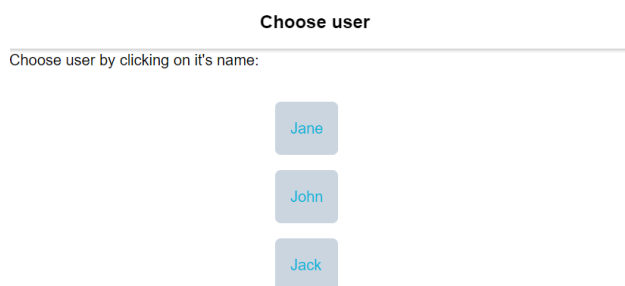 Choose user
Choose user by clicking on it's name:
Jane
John
Jack